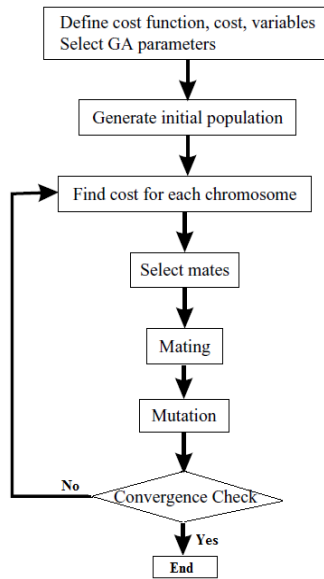 Define cost function, cost, variables
Select GA parameters
Generate initial population
Find cost for each chromosome
Select mates
Mating
Mutation
Convergence Check
No
Yes
End